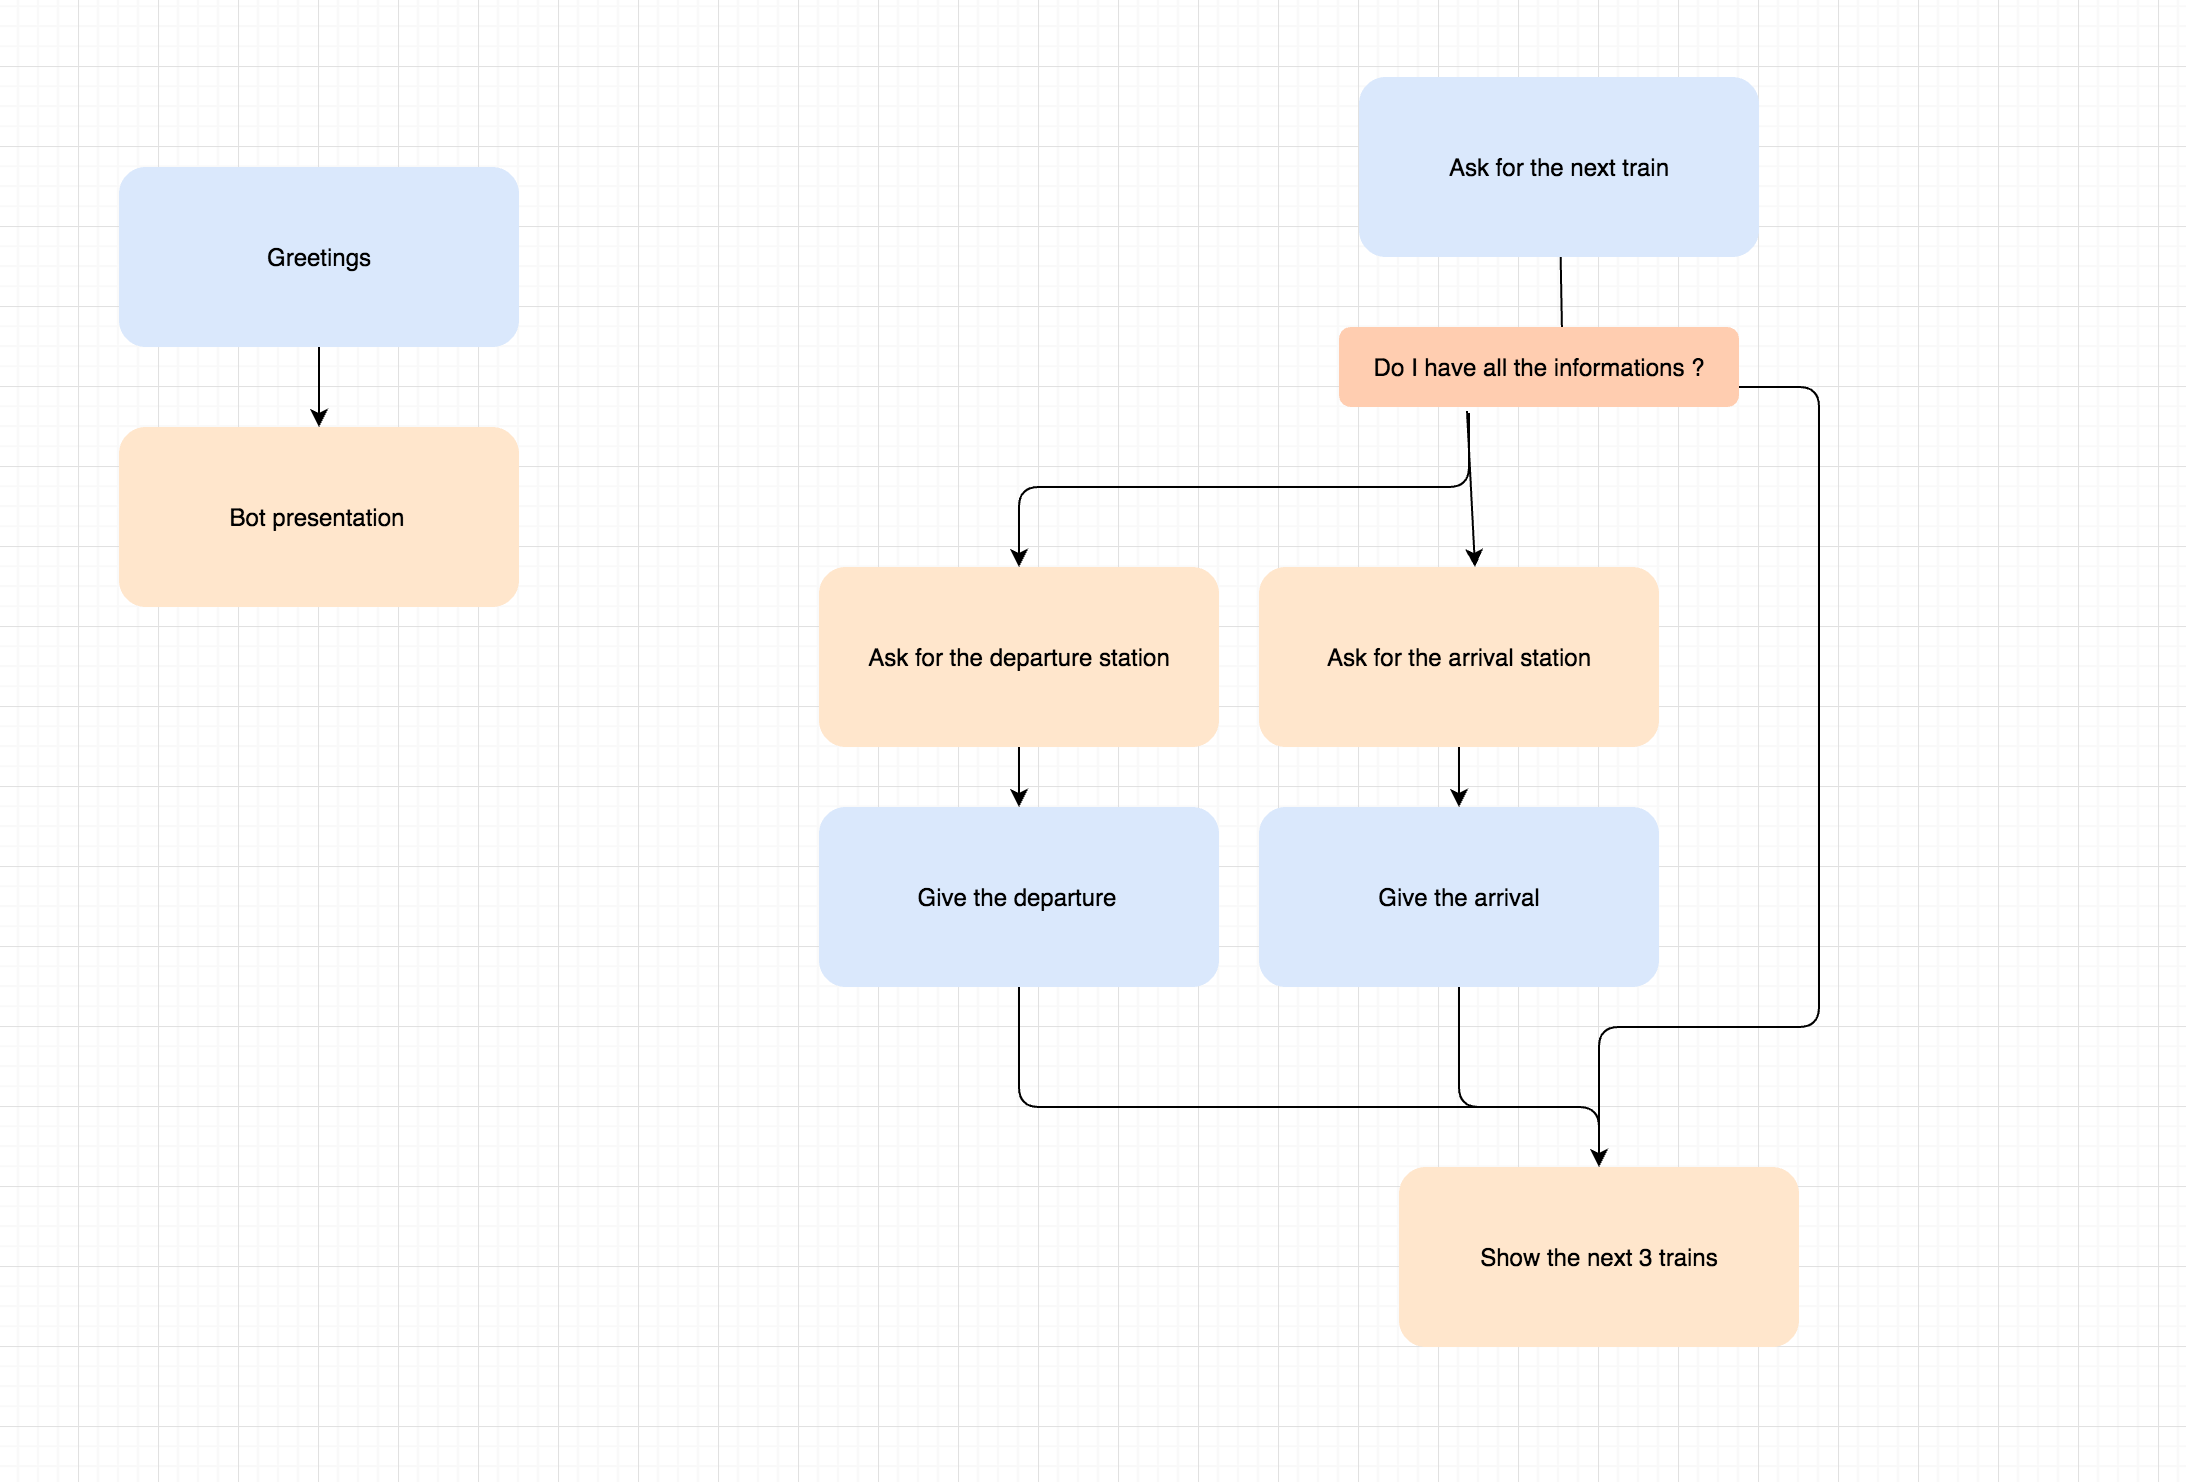 Greetings
Bot presentation
Ask for the next train
Do I have all the informations ?
Ask for the departure station
Ask for the arrival station
Give the departure
Give the arrival
Show the next 3 trains